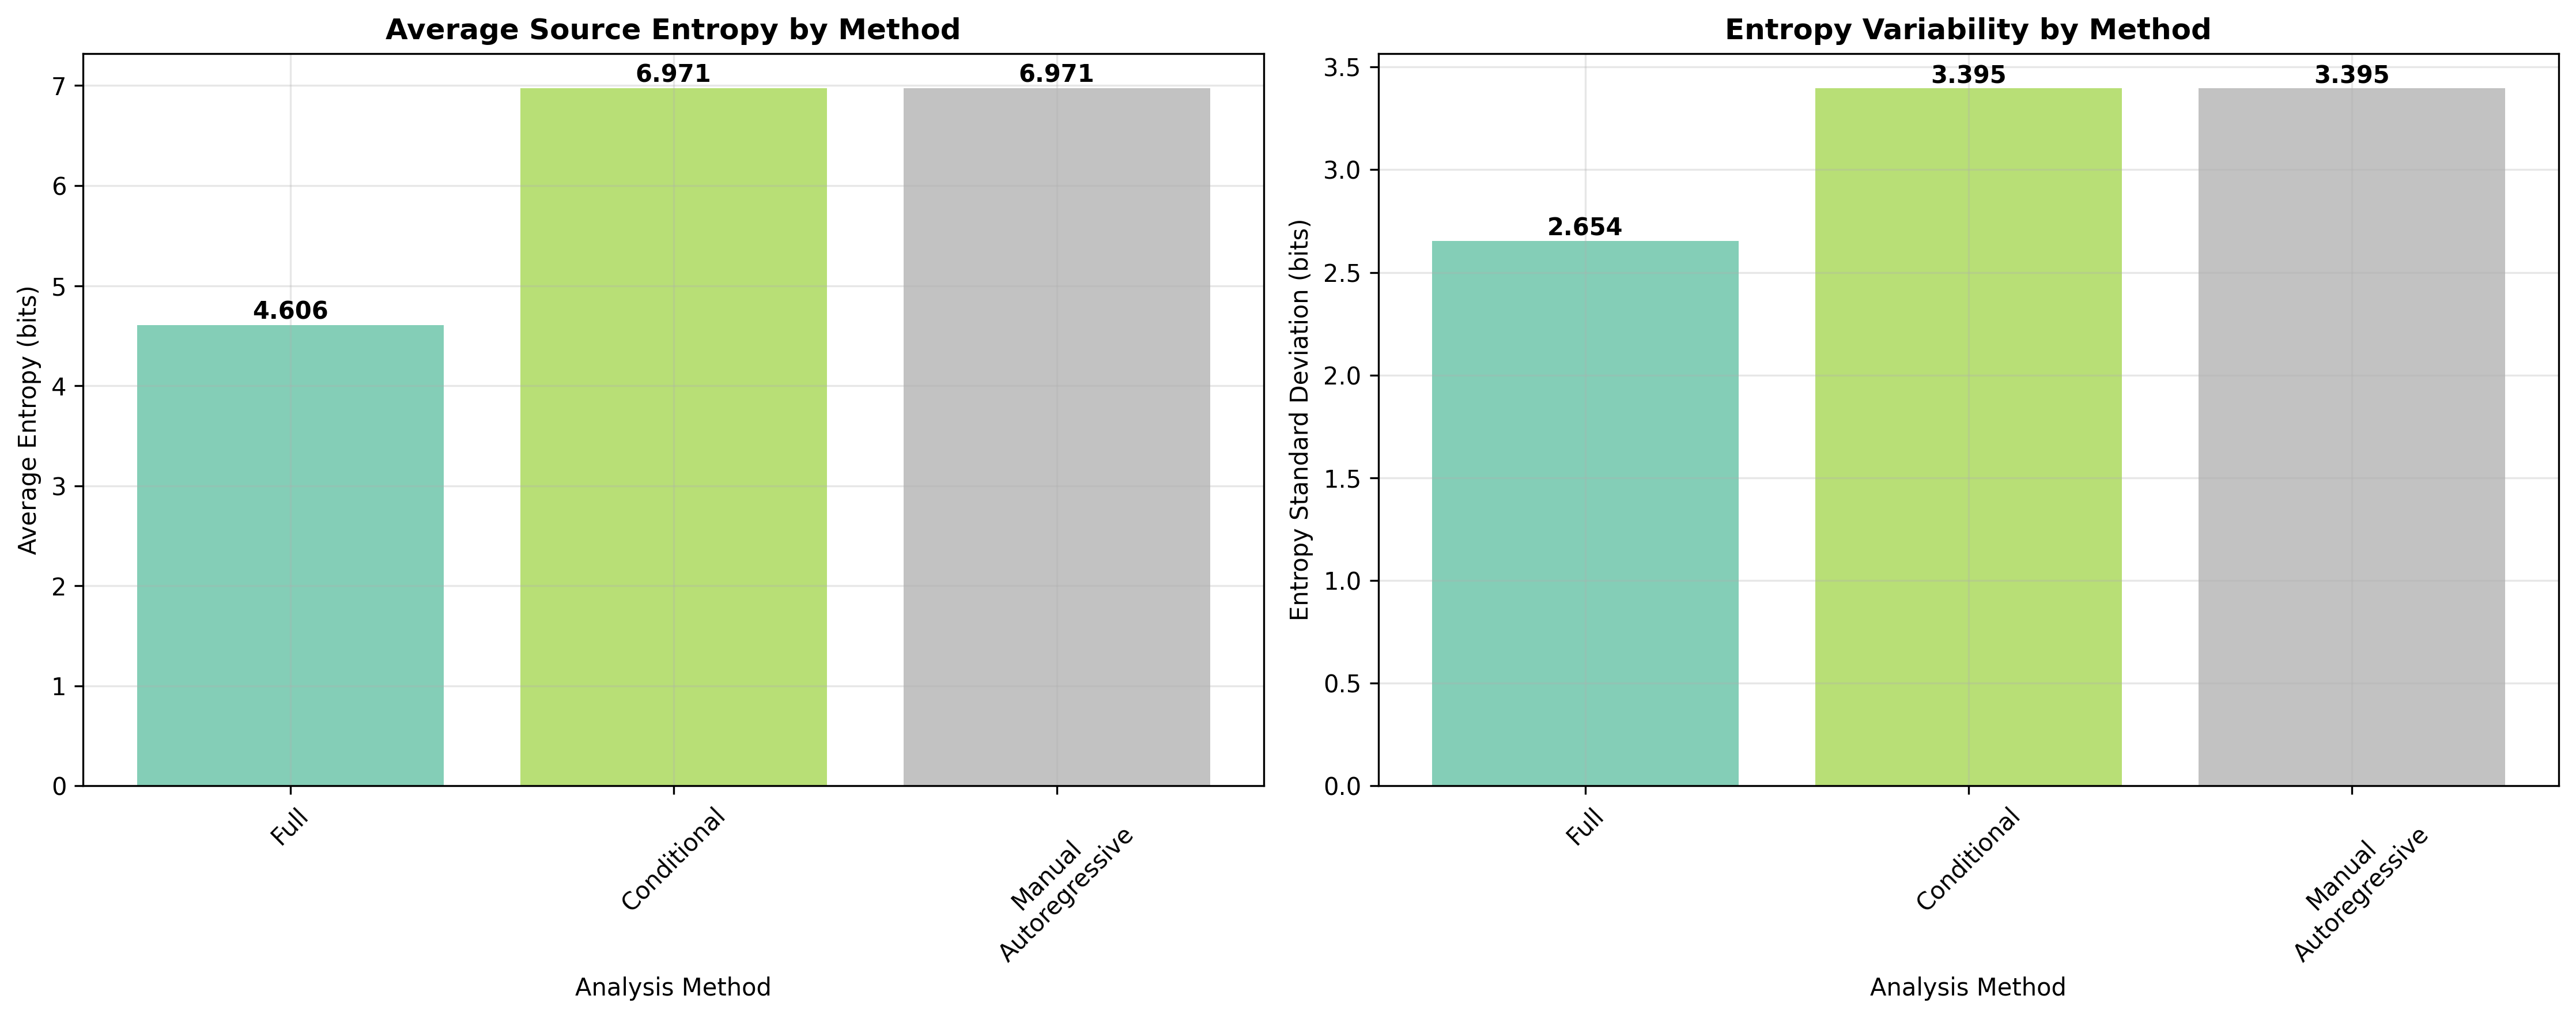 Average Source Entropy by Method
Average Entropy (bits)
7
6
5
4
3
2
1
0
4.606
6.971
6.971
Full
Conditional
Manual
Autoregressive
Analysis Method
Entropy Variability by Method
Entropy Standard Deviation (bits)
3.5
3.0
2.5
2.0
1.5
1.0
0.5
0.0
2.654
3.395
3.395
Full
Conditional
Manual
Autoregressive
Analysis Method